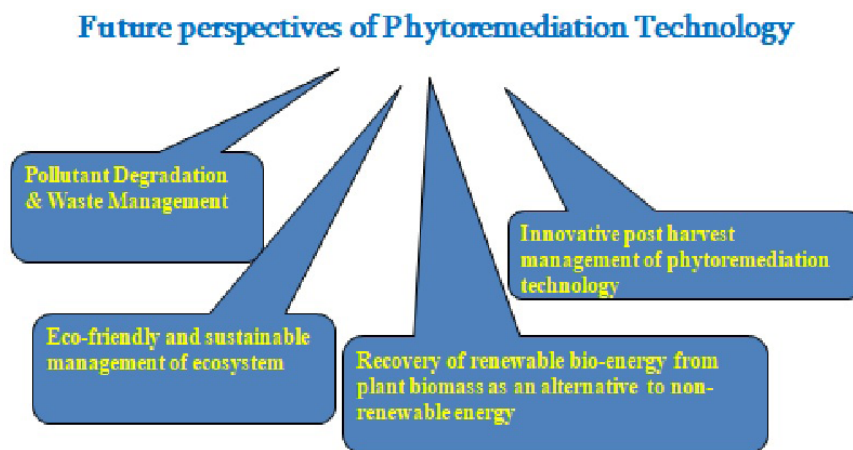 Future perspectives of Phytoremediation Technology
Pollutant Degradation
& Waste Management
Innovative post harvest
management of phytoremediation
technology
Eco-friendly and sustainable
management of ecosystem
Recovery of renewable bio-energy from
plant biomass as an alternative to non-
renewable energy